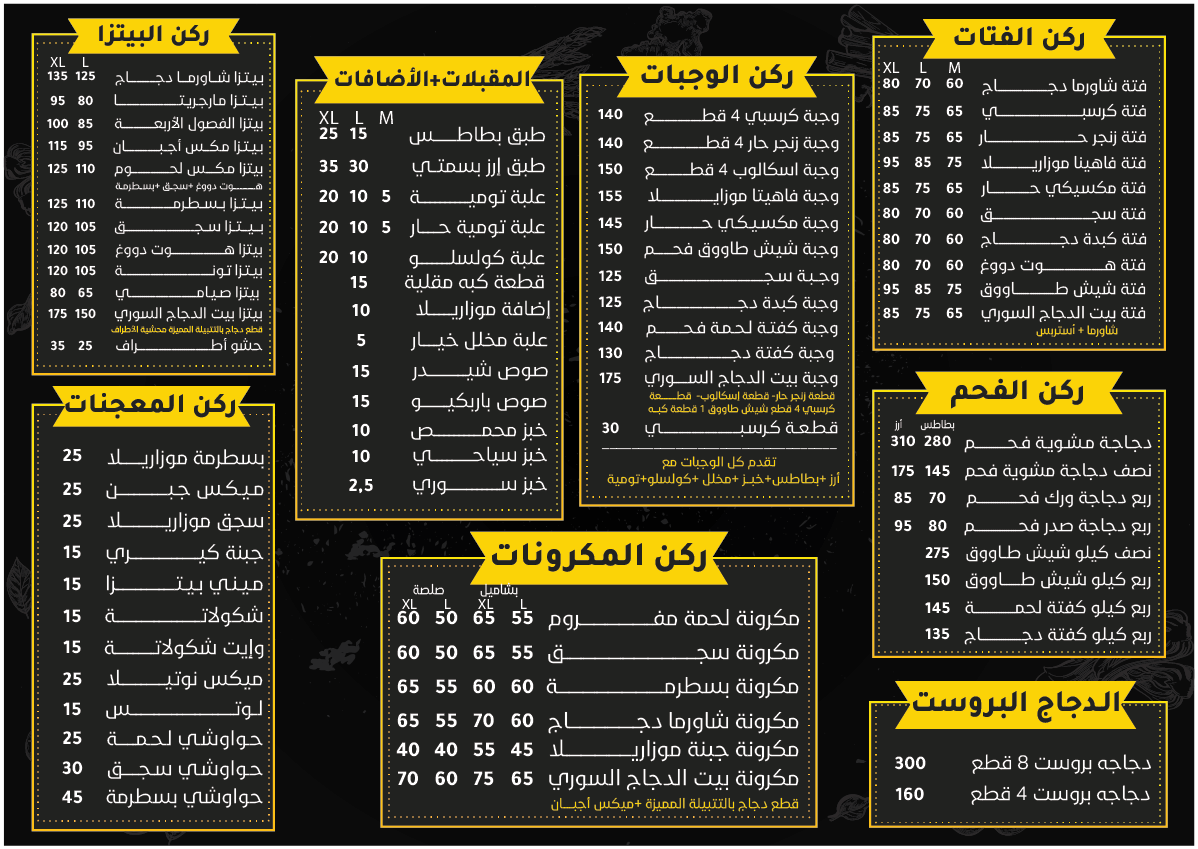 ركن الفتات
XL L M
فتة شاورما دجاج 60 70 80
فتة كرسبي 65 75 85
فتة زنجر حار 65 75 85
فتة فاهيتا موزاريلا 75 85 95
فتة مكسيكي حار 65 75 85
فتة سجق 60 70 80
فتة كبدة دجاج 60 70 80
فتة هوت دووغ 60 70 80
فتة شيش طاووق 75 85 95
فتة بيت الدجاج السوري 65 75 85
شاورما + أستربس
ركن الفحم
بطاطس أرز
دجاجة مشوية فحم 280 310
نصف دجاجة مشوية فحم 145 175
ربع دجاجة ورك فحم 70 85
ربع دجاجة صدر فحم 80 95
نصف كيلو شيش طاووق 275
ربع كيلو شيش طاووق 150
ربع كيلو كفتة لحمة 145
ربع كيلو كفتة دجاج 135
الدجاج البروست
دجاجه بروست 8 قطع 300
دجاجه بروست 4 قطع 160
ركن الوجبات
وجبة كرسبي 4 قطع 140
وجبة زنجر حار 4 قطع 140
وجبة اسكالوب 4 قطع 150
وجبة فاهيتا موزايلا 155
وجبة مكسيكي حار 145
وجبة شيش طاووق فحم 150
وجبة سجق 125
وجبة كبدة دجاج 125
وجبة كفتة لحمة فحم 140
وجبة كفتة دجاج 130
وجبة بيت الدجاج السوري 175
قطعة زنجر حار- قطعة إسكالوب- قطعة
كرسبي 4 قطع شيش طاووق 1 قطعة كبه
قطعة كرسبي 30
تقدم كل الوجبات مع
أرز +بطاطس+خبز +مخلل +كولسلو+تومية
المقبلات+الأضافات
XL L M
طبق بطاطس 15 25
طبق إرز بسمتي 30 35
علبة تومية 5 10 20
علبة تومية حار 5 10 20
علبة كولسلو 10 20
قطعة كبه مقلية 15
إضافة موزاريلا 10
علبة مخلل خيار 5
صوص شيدر 15
صوص باربكيو 15
خبز محمص 10
خبز سياحي 10
خبز سوري 2,5
ركن المكرونات
بشاميل صلصة
XL L XL L
مكرونة لحمة مفروم 55 65 50 60
مكرونة سجق 55 65 50 60
مكرونة بسطرمة 60 60 55 65
مكرونة شاورما دجاج 60 70 55 65
مكرونة جبنة موزاريلا 45 55 40 40
مكرونة بيت الدجاج السوري 65 75 60 70
قطع دجاج بالتتبيلة المميزة +ميكس أجبان
ركن البيتزا
XL L
بيتزا شاورما دجاج 125 135
بيتزا مارجريتا 80 95
بيتزا الفصول الأربعة 85 100
بيتزا مكس أجبان 95 115
بيتزا مكس لحوم 110 125
هوت دووغ +سجق +بسطرمة
بيتزا بسطرمة 110 125
بيتزا سجق 105 120
بيتزا هوت دووغ 105 120
بيتزا تونة 105 120
بيتزا صيامي 65 80
بيتزا بيت الدجاج السوري 150 175
قطع دجاج بالتتبيلة المميزة محشية الأطراف
حشو أطراف 25 35
ركن المعجنات
بسطرمة موزاريلا 25
ميكس جبن 25
سجق موزاريلا 25
جبنة كيري 15
ميني بيتزا 15
شكولاتة 15
وايت شكولاتة 15
ميكس نوتيلا 25
لوتس 15
حواوشي لحمة 25
حواوشي سجق 30
حواوشي بسطرمة 45